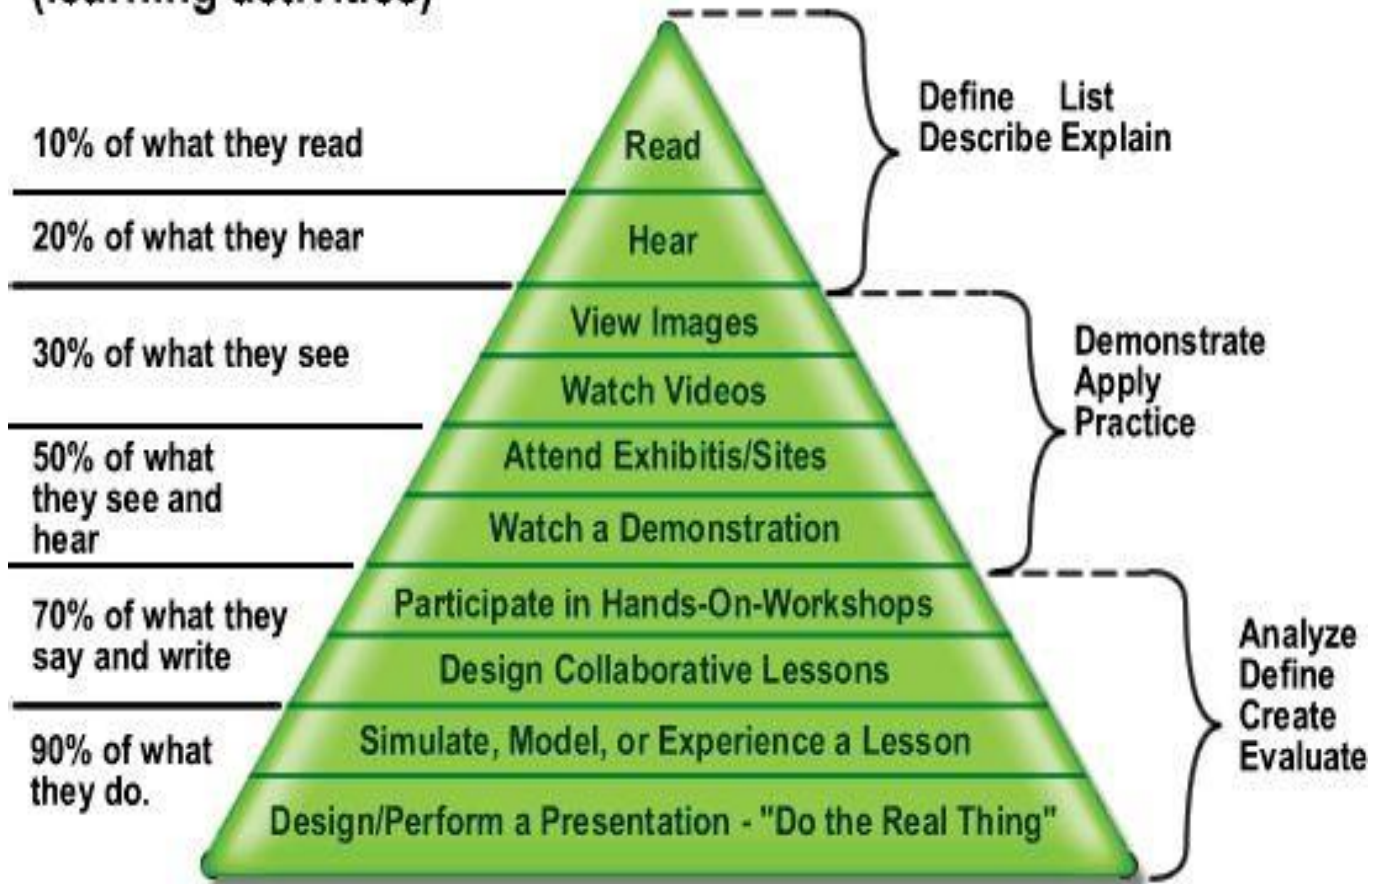 (learning activities)
10% of what they read
20% of what they hear
30% of what they see
50% of what
they see and
hear
70% of what they
say and write
90% of what
they do.
Read
Hear
View Images
Watch Videos
Attend Exhibitis/Sites
Watch a Demonstration
Participate in Hands-On-Workshops
Design Collaborative Lessons
Simulate, Model, or Experience a Lesson
Design/Perform a Presentation - "Do the Real Thing"
Define List
Describe Explain
Demonstrate
Apply
Practice
Analyze
Define
Create
Evaluate